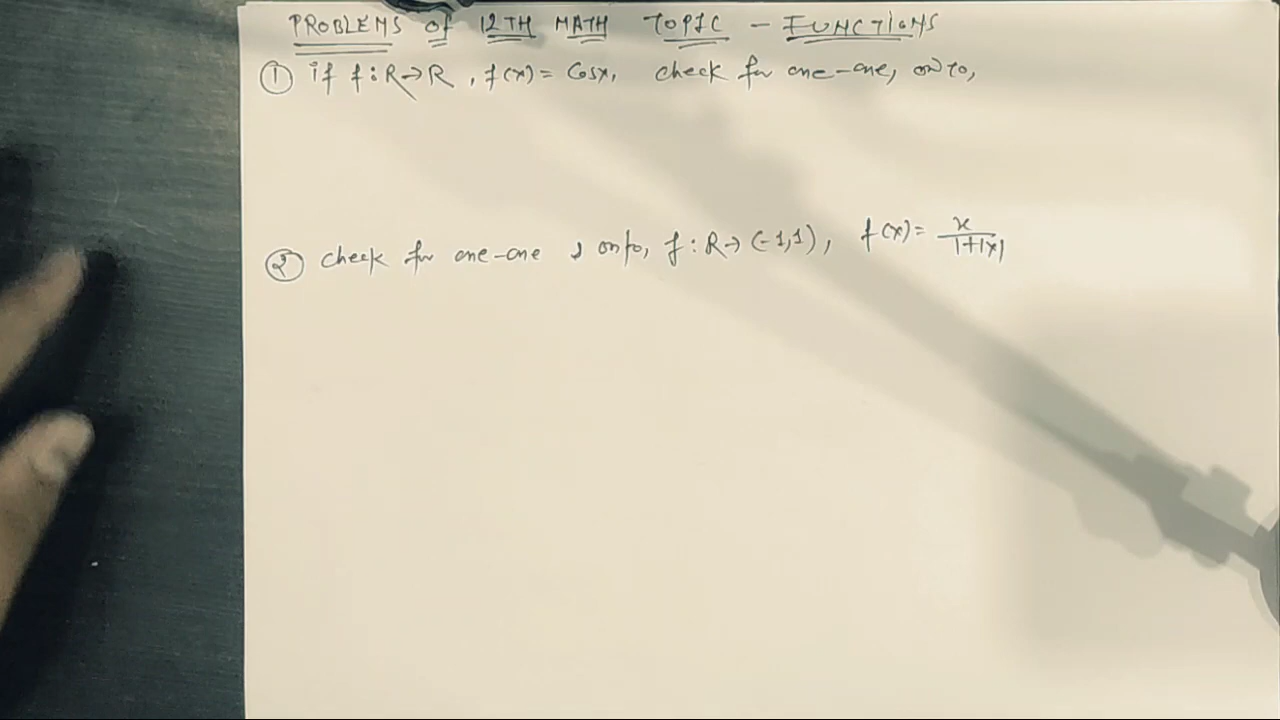 PROBLEMS of 12TH MATH TOPIC - FUNCTIONS
① if f : R→R , f(x) = Cosx, check for one-one, onto,
② check for one-one & onto, f : R→ (-1,1), f(x)= x/1+|x|